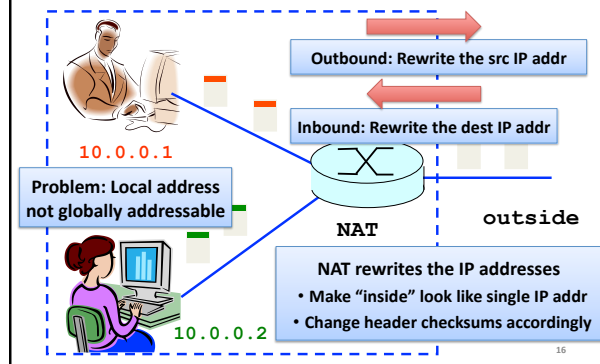 Outbound: Rewrite the src IP addr
Inbound: Rewrite the dest IP addr
10.0.0.1
Problem: Local address
not globally addressable
NAT
outside
NAT rewrites the IP addresses
• Make “inside” look like single IP addr
• Change header checksums accordingly
10.0.0.2
16